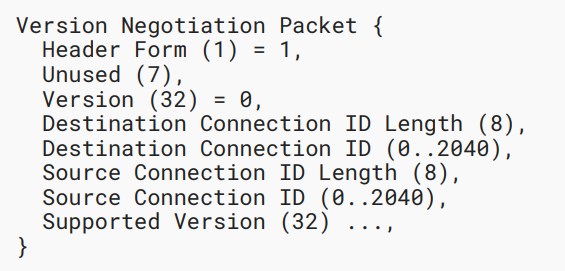 Version Negotiation Packet {
  Header Form (1) = 1,
  Unused (7),
  Version (32) = 0,
  Destination Connection ID Length (8),
  Destination Connection ID (0..2040),
  Source Connection ID Length (8),
  Source Connection ID (0..2040),
  Supported Version (32) ...,
}